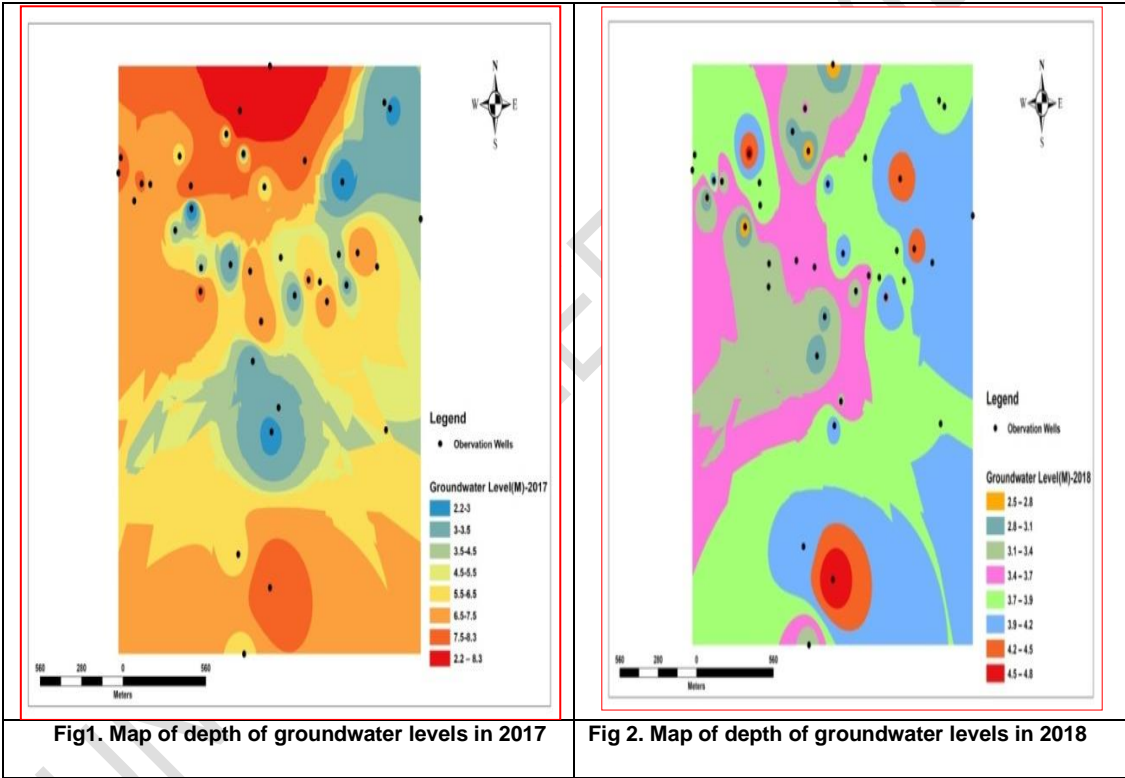 N
W E
S
Legend
Obervation Wells
Groundwater Level(M)-2017
2.2-3
3-3.5
3.5-4.5
4.5-5.5
5.5-6.5
6.5-7.5
7.5-8.3
2.2 – 8.3
560 280 0 560
Meters
Fig1. Map of depth of groundwater levels in 2017
N
W E
S
Legend
Obervation Wells
Groundwater Level(M)-2018
2.5 – 2.8
2.8 – 3.1
3.1 – 3.4
3.4 – 3.7
3.7 – 3.9
3.9 – 4.2
4.2 – 4.5
4.5 – 4.8
560 280 0 560
Meters
Fig 2. Map of depth of groundwater levels in 2018